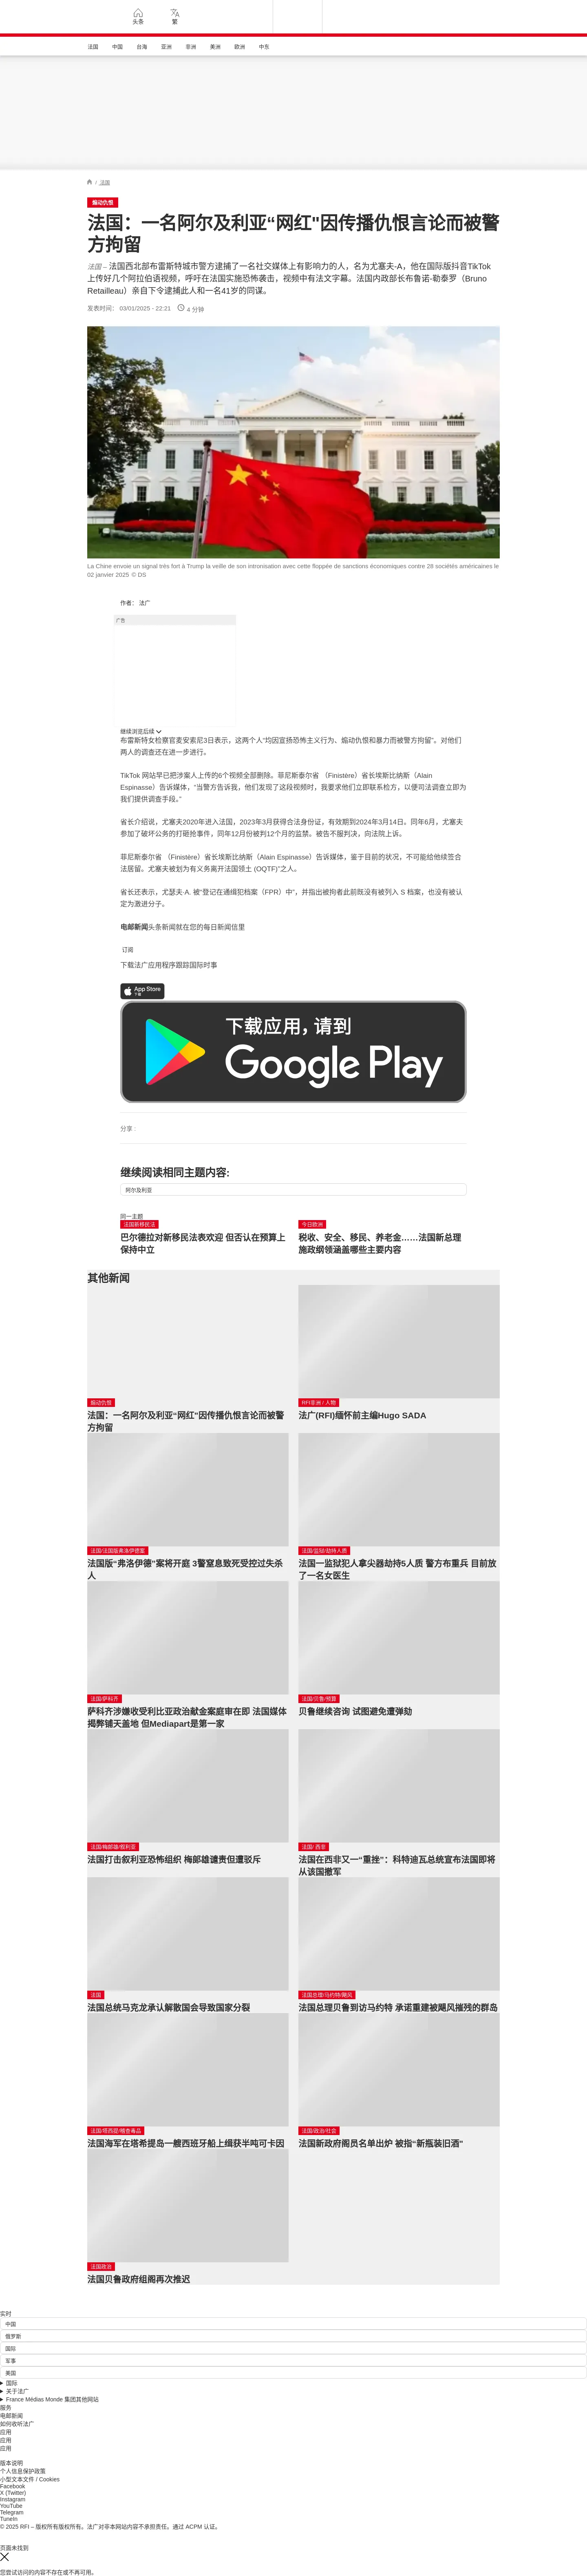 头条
繁
法国
中国
台海
亚洲
非洲
美洲
欧洲
中东
/ 法国
煽动仇恨
法国：一名阿尔及利亚“网红"因传播仇恨言论而被警
方拘留
法国 – 法国西北部布雷斯特城市警方逮捕了一名社交媒体上有影响力的人，名为尤塞夫-A，他在国际版抖音TikTok
上传好几个阿拉伯语视频，呼吁在法国实施恐怖袭击，视频中有法文字幕。法国内政部长布鲁诺-勒泰罗（Bruno
Retailleau）亲自下令逮捕此人和一名41岁的同谋。
发表时间： 03/01/2025 - 22:21
4 分钟
La Chine envoie un signal très fort à Trump la veille de son intronisation avec cette floppée de sanctions économiques contre 28 sociétés américaines le
02 janvier 2025 © DS
作者： 法广
广告
继续浏览后续
布雷斯特女检察官麦安索尼3日表示，这两个人“均因宣扬恐怖主义行为、煽动仇恨和暴力而被警方拘留”。对他们
两人的调查还在进一步进行。
TikTok 网站早已把涉案人上传的6个视频全部删除。菲尼斯泰尔省 （Finistère）省长埃斯比纳斯（Alain
Espinasse）告诉媒体，“当警方告诉我，他们发现了这段视频时，我要求他们立即联系检方，以便司法调查立即为
我们提供调查手段。”
省长介绍说，尤塞夫2020年进入法国，2023年3月获得合法身份证，有效期到2024年3月14日。同年6月，尤塞夫
参加了破坏公务的打砸抢事件，同年12月份被判12个月的监禁。被告不服判决，向法院上诉。
菲尼斯泰尔省 （Finistère）省长埃斯比纳斯（Alain Espinasse）告诉媒体，鉴于目前的状况，不可能给他续签合
法居留。尤塞夫被划为有义务离开法国领土 (OQTF)“之人。
省长还表示，尤瑟夫·A. 被“登记在通缉犯档案（FPR）中”，并指出被拘者此前既没有被列入 S 档案，也没有被认
定为激进分子。
电邮新闻头条新闻就在您的每日新闻信里
订阅
下载法广应用程序跟踪国际时事
App Store
下载
下载应用，请到
Google Play
分享 :
继续阅读相同主题内容:
阿尔及利亚
同一主题
法国新移民法
巴尔德拉对新移民法表欢迎 但否认在预算上
保持中立
今日欧洲
税收、安全、移民、养老金……法国新总理
施政纲领涵盖哪些主要内容
其他新闻
煽动仇恨
法国：一名阿尔及利亚“网红"因传播仇恨言论而被警
方拘留
RFI非洲 / 人物
法广(RFI)缅怀前主编Hugo SADA
法国/法国版弗洛伊德案
法国版“弗洛伊德"案将开庭 3警窒息致死受控过失杀
人
法国/监狱/劫持人质
法国一监狱犯人拿尖器劫持5人质 警方布重兵 目前放
了一名女医生
法国/萨科齐
萨科齐涉嫌收受利比亚政治献金案庭审在即 法国媒体
揭弊铺天盖地 但Mediapart是第一家
法国/贝鲁/预算
贝鲁继续咨询 试图避免遭弹劾
法国/梅郞雄/叙利亚
法国打击叙利亚恐怖组织 梅郞雄谴责但遭驳斥
法国/ 西非
法国在西非又一“重挫”：科特迪瓦总统宣布法国即将
从该国撤军
法国
法国总统马克龙承认解散国会导致国家分裂
法国总理/马约特/飓风
法国总理贝鲁到访马约特 承诺重建被飓风摧残的群岛
法国/塔西提/稽查毒品
法国海军在塔希提岛一艘西班牙船上缉获半吨可卡因
法国/政治/社会
法国新政府阁员名单出炉 被指“新瓶装旧酒”
法国政治
法国贝鲁政府组阁再次推迟
实时
中国
俄罗斯
国际
军事
美国
国际
关于法广
France Médias Monde 集团其他网站
服务
电邮新闻
如何收听法广
应用
应用
应用
版本说明
个人信息保护政策
小型文本文件 / Cookies
Facebook
X (Twitter)
Instagram
YouTube
Telegram
TuneIn
© 2025 RFI – 版权所有版权所有。法广对非本网站内容不承担责任。通过 ACPM 认证。
页面未找到
您尝试访问的内容不存在或不再可用。